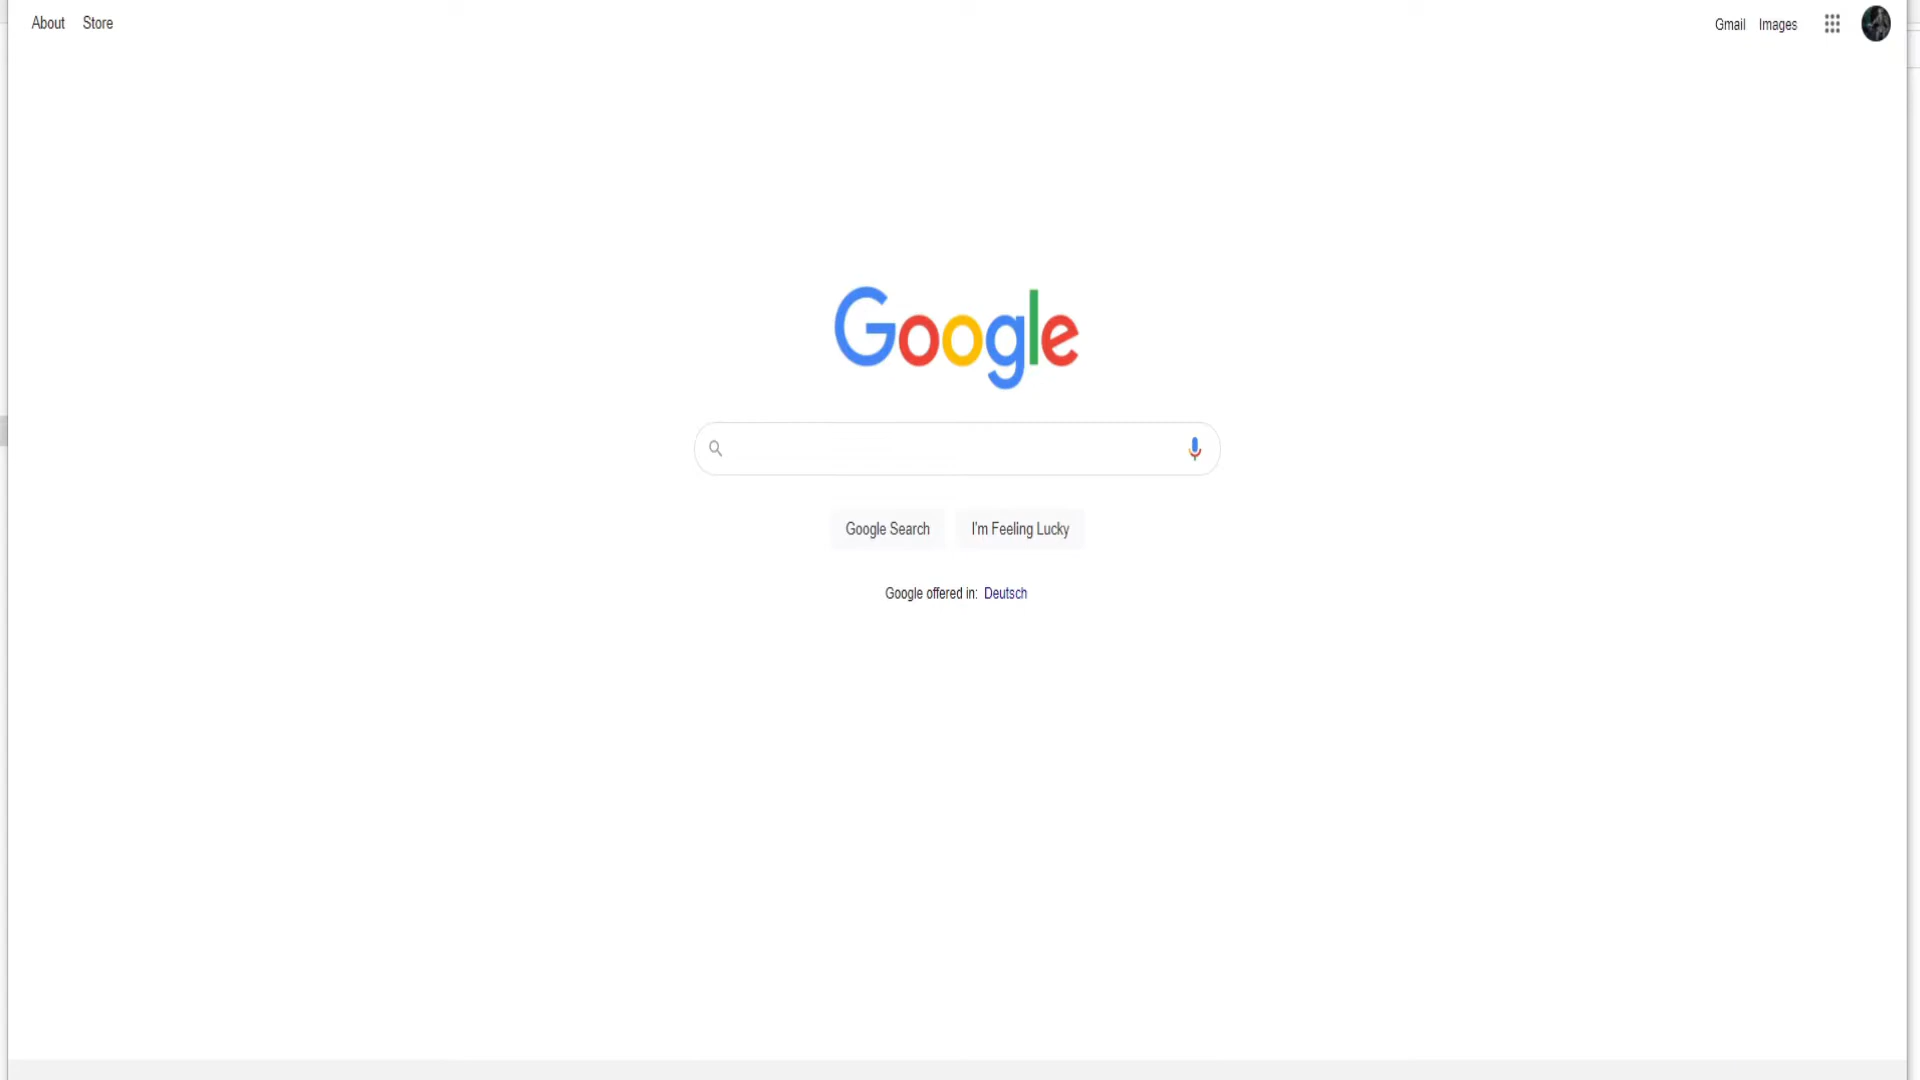 About Store
Gmail Images
Google
Google Search I'm Feeling Lucky
Google offered in: Deutsch